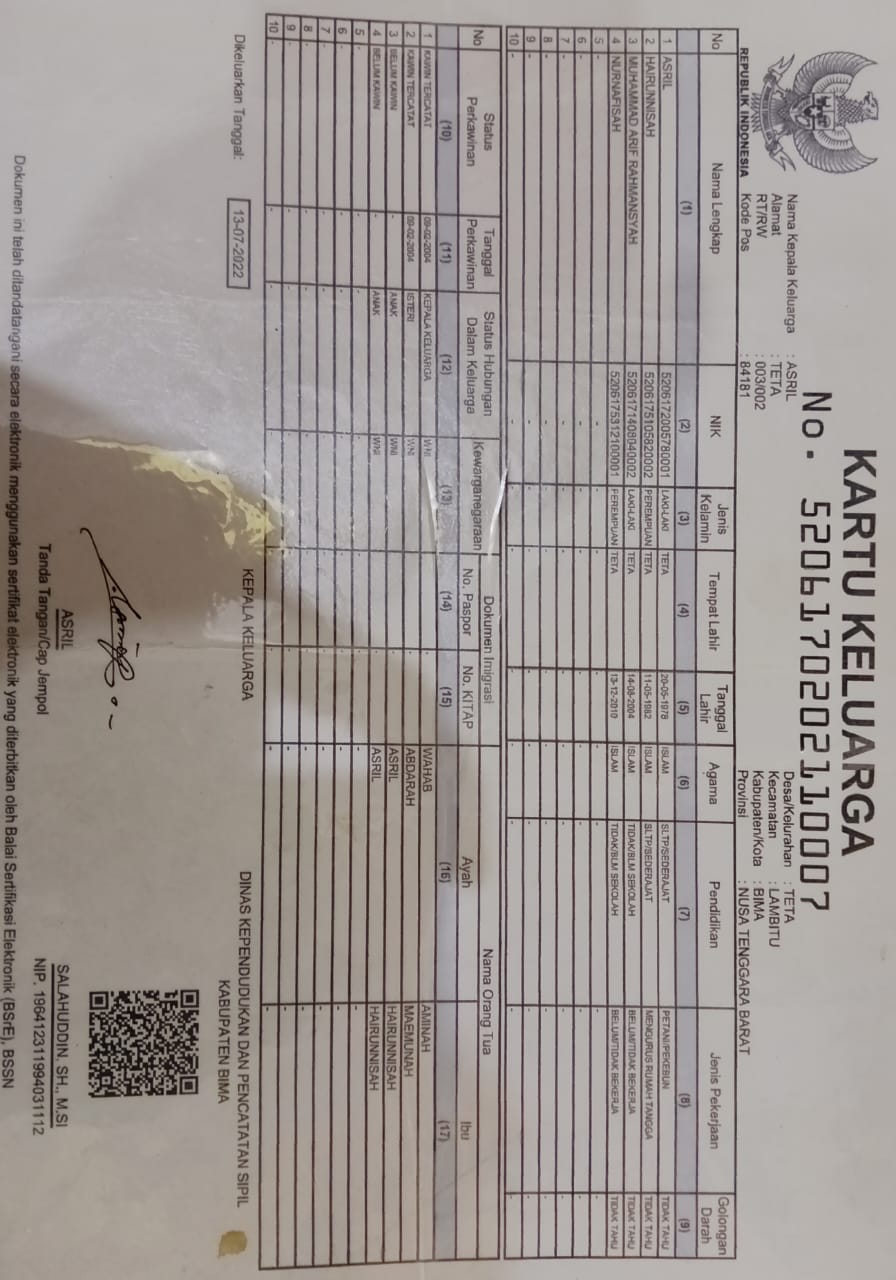 KARTU KELUARGA
No. 5206170202110007
REPUBLIK INDONESIA
Nama Kepala Keluarga : ASRIL
Alamat : TETA
RT/RW : 003/002
Kode Pos : 84181
Desa/Kelurahan : TETA
Kecamatan : LAMBITU
Kabupaten/Kota : BIMA
Provinsi : NUSA TENGGARA BARAT
No Nama Lengkap NIK Jenis Kelamin Tempat Lahir Tanggal Lahir Agama Pendidikan Jenis Pekerjaan Golongan Darah
(1) (2) (3) (4) (5) (6) (7) (8) (9)
1 ASRIL 5206172005780001 LAKI-LAKI TETA 20-05-1978 ISLAM SLTP/SEDERAJAT PETANI/PEKEBUN TIDAK TAHU
2 HAIRUNNISAH 5206175105820002 PEREMPUAN TETA 11-05-1982 ISLAM SLTP/SEDERAJAT MENGURUS RUMAH TANGGA TIDAK TAHU
3 MUHAMMAD ARIF RAHMANSYAH 5206171408040002 LAKI-LAKI TETA 14-08-2004 ISLAM TIDAK/BLM SEKOLAH BELUM/TIDAK BEKERJA TIDAK TAHU
4 NURNAFISAH 5206175312100001 PEREMPUAN TETA 13-12-2010 ISLAM TIDAK/BLM SEKOLAH BELUM/TIDAK BEKERJA TIDAK TAHU
5 - - - - - - - - -
6 - - - - - - - - -
7 - - - - - - - - -
8 - - - - - - - - -
9 - - - - - - - - -
10 - - - - - - - - -
No Status Perkawinan Tanggal Perkawinan Status Hubungan Dalam Keluarga Kewarganegaraan Dokumen Imigrasi Nama Orang Tua
No. Paspor No. KITAP Ayah Ibu
(10) (11) (12) (13) (14) (15) (16) (17)
1 KAWIN TERCATAT 09-02-2004 KEPALA KELUARGA WNI - - WAHAB AMINAH
2 KAWIN TERCATAT 09-02-2004 ISTERI WNI - - ABDARAH MAEMUNAH
3 BELUM KAWIN - ANAK WNI - - ASRIL HAIRUNNISAH
4 BELUM KAWIN - ANAK WNI - - ASRIL HAIRUNNISAH
5 - - - - - - - -
6 - - - - - - - -
7 - - - - - - - -
8 - - - - - - - -
9 - - - - - - - -
10 - - - - - - - -
Dikeluarkan Tanggal: 13-07-2022
KEPALA KELUARGA
ASRIL
Tanda Tangan/Cap Jempol
DINAS KEPENDUDUKAN DAN PENCATATAN SIPIL
KABUPATEN BIMA
SALAHUDDIN, SH., M.SI
NIP. 196412311994031112
Dokumen ini telah ditandatangani secara elektronik menggunakan sertifikat elektronik yang diterbitkan oleh Balai Sertifikasi Elektronik (BSrE), BSSN